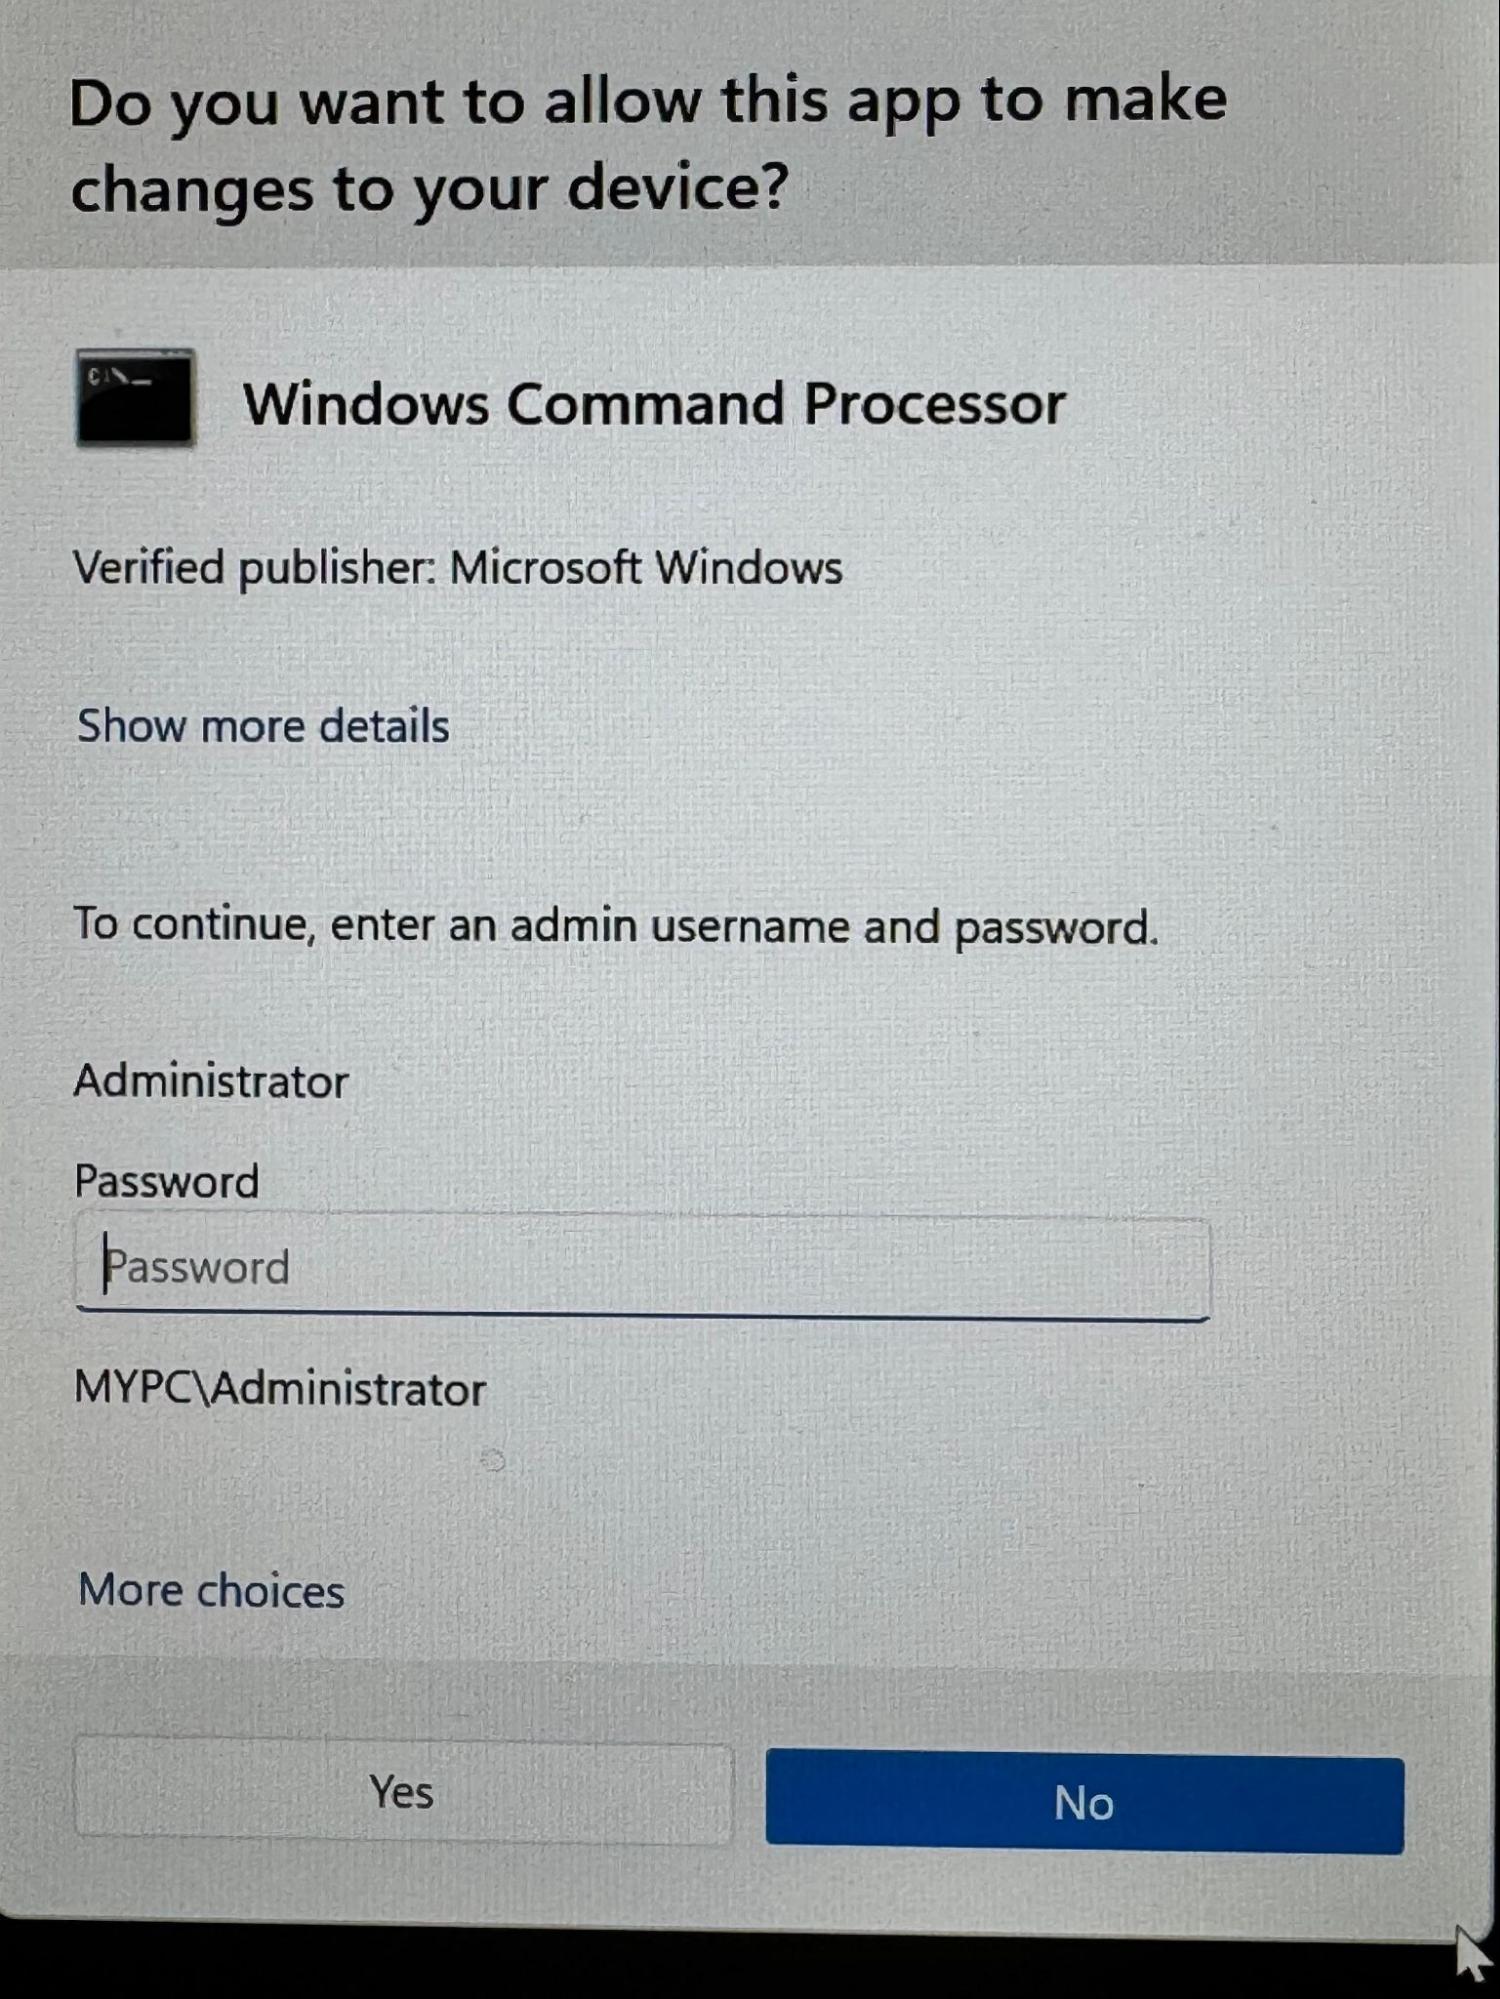 Do you want to allow this app to make
changes to your device?
C:\_
Windows Command Processor
Verified publisher: Microsoft Windows
Show more details
To continue, enter an admin username and password.
Administrator
Password
Password
MYPC\Administrator
More choices
Yes
No